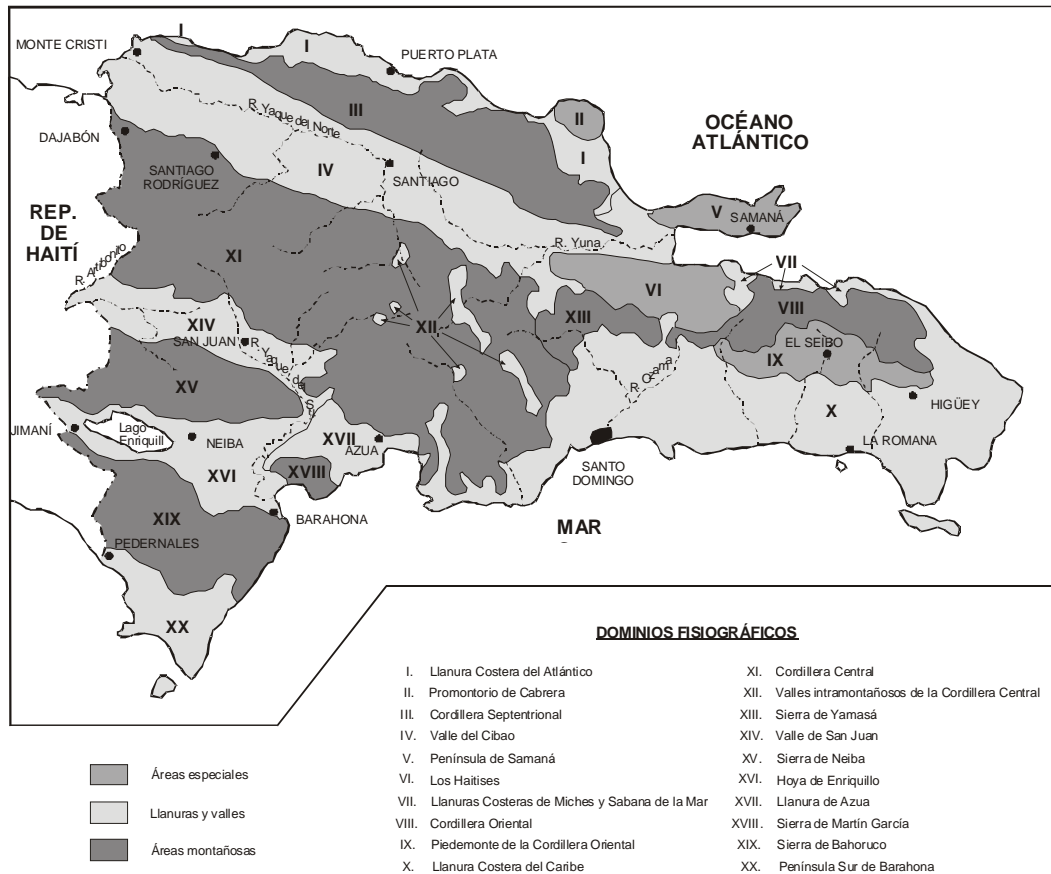 I
MONTE CRISTI
I
PUERTO PLATA
III
R. Yaque del Norte
II
OCÉANO
ATLÁNTICO
DAJABÓN
I
SANTIAGO
RODRÍGUEZ
IV
SANTIAGO
REP.
DE
HAITÍ
V
SAMANÁ
R. Yuna
R. Artibonito
XI
VII
VI
VIII
XII
XIII
XIV
SAN JUAN
R. Yaque del Sur
EL SEIBO
IX
R. Ozama
XV
X
HIGÜEY
JIMANÍ
Lago
Enriquill
NEIBA
XVII
AZUA
LA ROMANA
XVI
XVIII
SANTO
DOMINGO
BARAHONA
MAR
XIX
PEDERNALES
XX
DOMINIOS FISIOGRÁFICOS
I. Llanura Costera del Atlántico
II. Promontorio de Cabrera
III. Cordillera Septentrional
IV. Valle del Cibao
V. Península de Samaná
VI. Los Haitises
VII. Llanuras Costeras de Miches y Sabana de la Mar
VIII. Cordillera Oriental
IX. Piedemonte de la Cordillera Oriental
X. Llanura Costera del Caribe
XI. Cordillera Central
XII. Valles intramontañosos de la Cordillera Central
XIII. Sierra de Yamasá
XIV. Valle de San Juan
XV. Sierra de Neiba
XVI. Hoya de Enriquillo
XVII. Llanura de Azua
XVIII. Sierra de Martín García
XIX. Sierra de Bahoruco
XX. Península Sur de Barahona
Áreas especiales
Llanuras y valles
Áreas montañosas